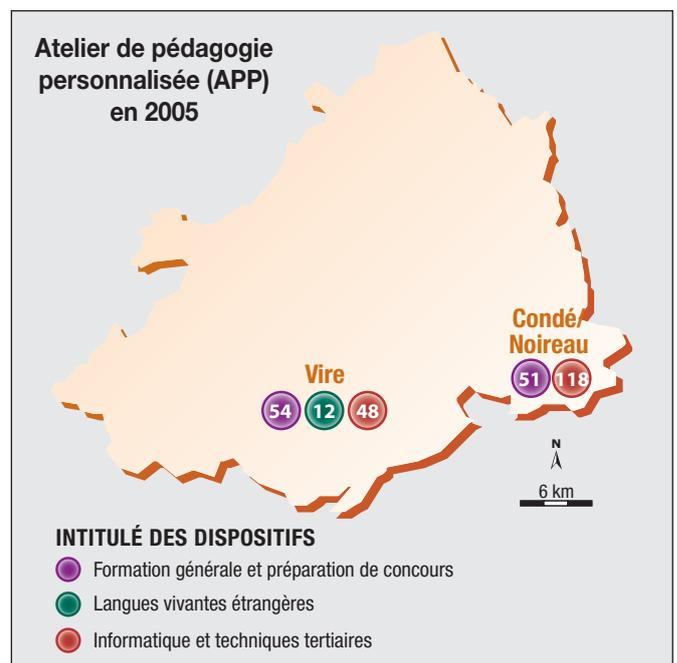 Atelier de pédagogie
personnalisée (APP)
en 2005
Condé/
Noireau
51 118
Vire
54 12 48
N
6 km
INTITULÉ DES DISPOSITIFS
Formation générale et préparation de concours
Langues vivantes étrangères
Informatique et techniques tertiaires